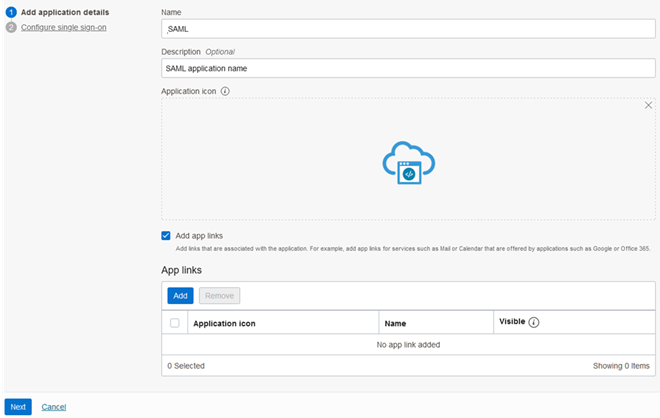 1 Add application details
2 Configure single sign-on
Name
,SAML
Description Optional
SAML application name
Application icon i
</>
Add app links
Add links that are associated with the application. For example, add app links for services such as Mail or Calendar that are offered by applications such as Google or Office 365.
App links
Add Remove
Application icon Name Visible i
No app link added
0 Selected Showing 0 Items
Next Cancel